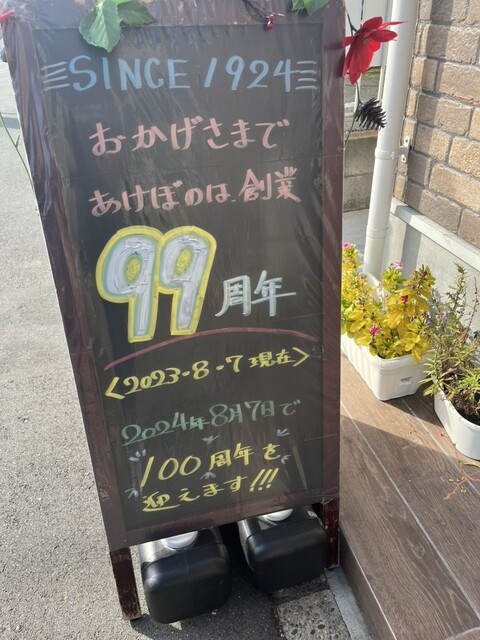 SINCE 1924
おかげさまで
あけぼのは、創業
99周年
<2023・8・7現在>
2024年8月7日で
100周年を
迎えます!!!